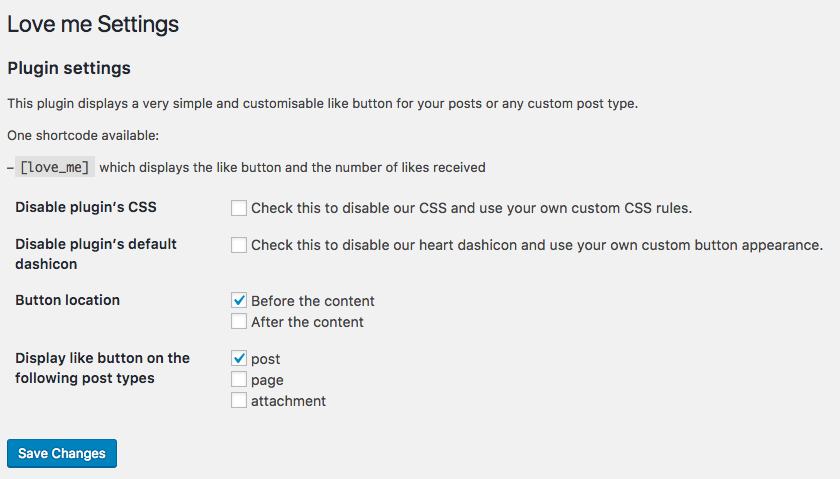 Love me Settings
Plugin settings
This plugin displays a very simple and customisable like button for your posts or any custom post type.
One shortcode available:
– [love_me] which displays the like button and the number of likes received
Disable plugin’s CSS
Check this to disable our CSS and use your own custom CSS rules.
Disable plugin’s default
dashicon
Check this to disable our heart dashicon and use your own custom button appearance.
Button location
Before the content
After the content
Display like button on the
following post types
post
page
attachment
Save Changes